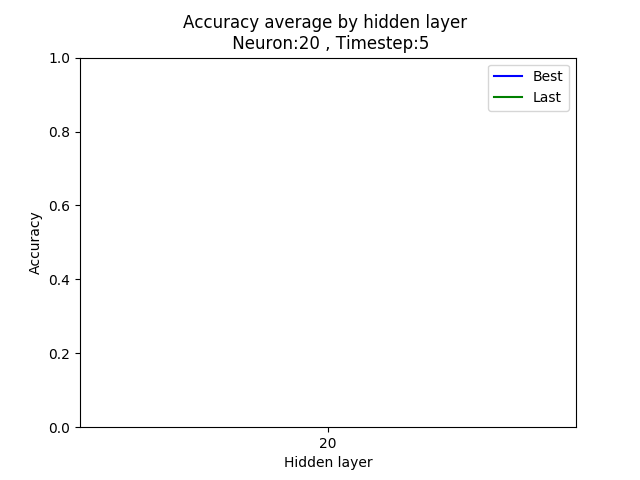 Accuracy average by hidden layer
Neuron:20 , Timestep:5
1.0
0.8
0.6
0.4
0.2
0.0
Accuracy
Best
Last
20
Hidden layer